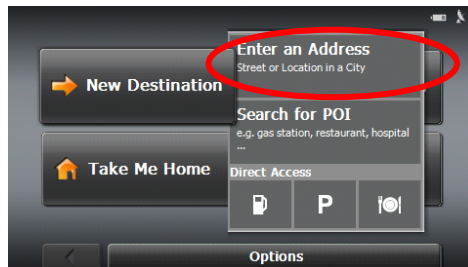 Enter an Address
Street or Location in a City
New Destination
Search for POI
e.g. gas station, restaurant, hospital
...
Take Me Home
Direct Access
P
Options